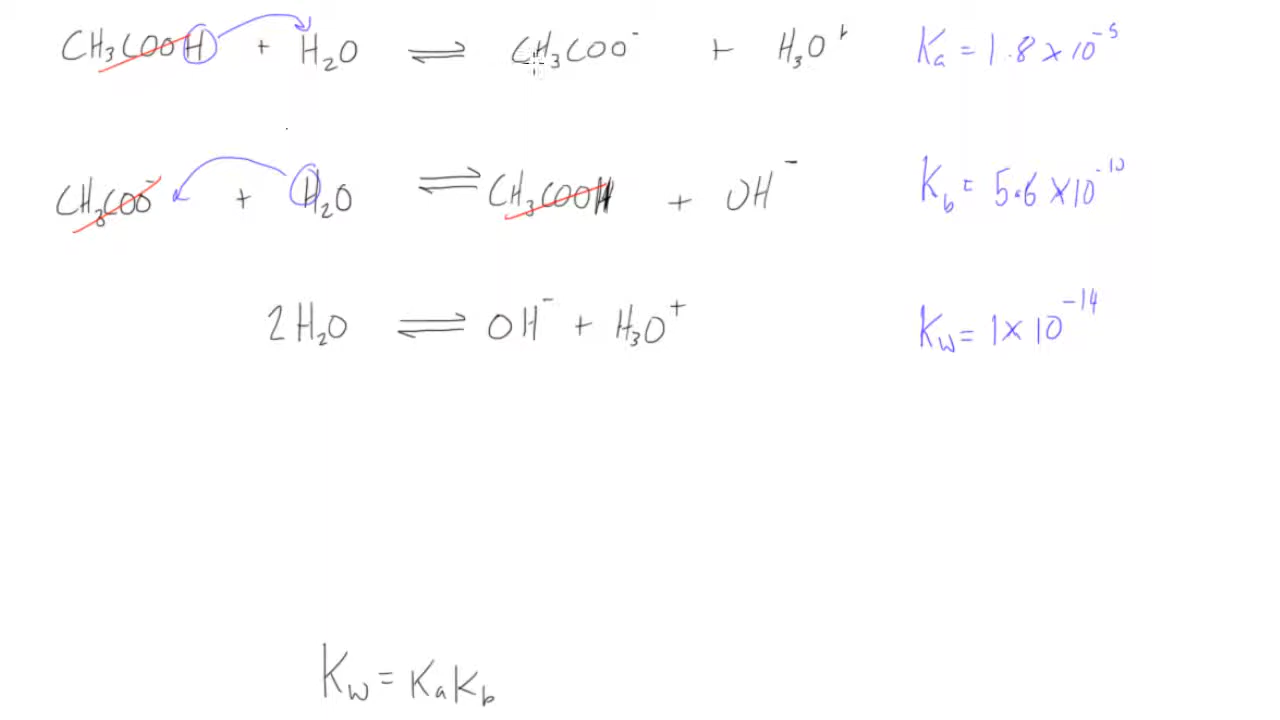 CH₃COOH + H₂O ⇌ CH₃COO⁻ + H₃O⁺ Ka = 1.8 × 10⁻⁵
CH₃COO⁻ + H₂O ⇌ CH₃COOH + OH⁻ Kb = 5.6 × 10⁻¹⁰
2H₂O ⇌ OH⁻ + H₃O⁺ Kw = 1 × 10⁻¹⁴
Kw = KaKb